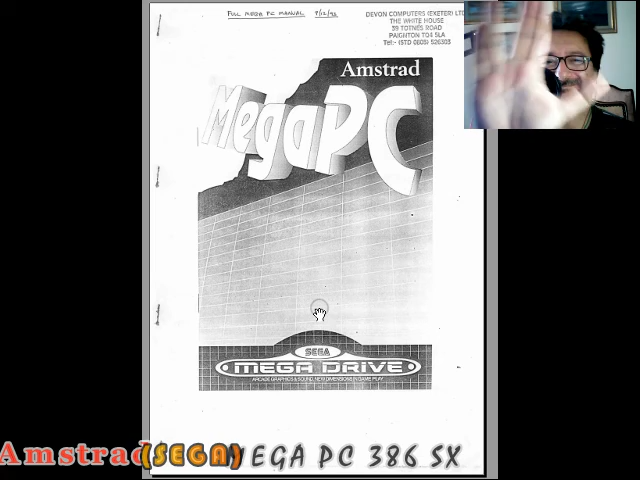 FULL MEGA PC MANUAL 7/12/92
DEVON COMPUTERS (EXETER) LTD
THE WHITE HOUSE
39 TOTNES ROAD
PAIGNTON TQ4 5LA
Tel:- (STD 0803) 526303
Amstrad
MegaPC
SEGA
MEGA DRIVE
ARCADE GRAPHICS & SOUND. NEW DIMENSIONS IN GAME PLAY.
Amstrad (SEGA) MEGA PC 386 SX